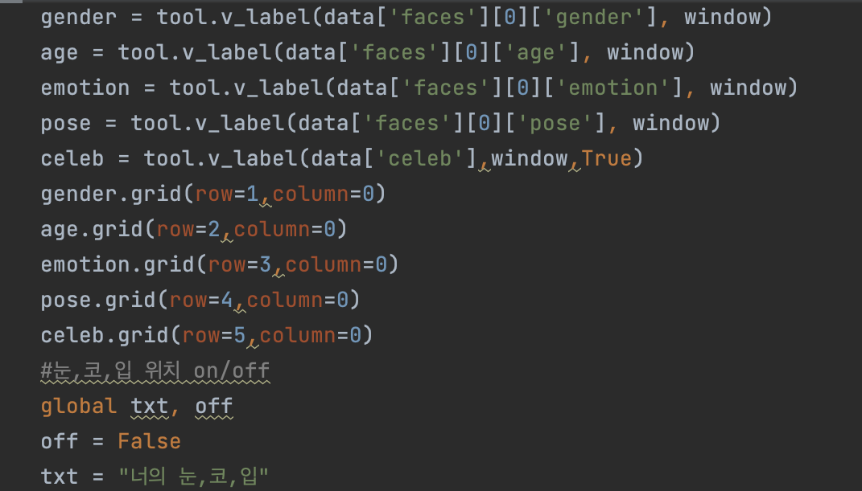 gender = tool.v_label(data['faces'][0]['gender'], window)
age = tool.v_label(data['faces'][0]['age'], window)
emotion = tool.v_label(data['faces'][0]['emotion'], window)
pose = tool.v_label(data['faces'][0]['pose'], window)
celeb = tool.v_label(data['celeb'],window,True)
gender.grid(row=1,column=0)
age.grid(row=2,column=0)
emotion.grid(row=3,column=0)
pose.grid(row=4,column=0)
celeb.grid(row=5,column=0)
#눈,코,입 위치 on/off
global txt, off
off = False
txt = "너의 눈,코,입"